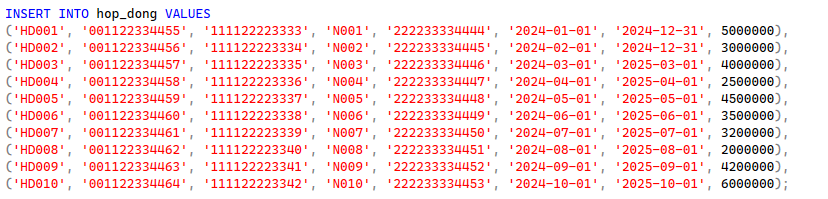 INSERT INTO hop_dong VALUES
('HD001', '001122334455', '111122223333', 'N001', '222233334444', '2024-01-01', '2024-12-31', 5000000),
('HD002', '001122334456', '111122223334', 'N002', '222233334445', '2024-02-01', '2024-12-31', 3000000),
('HD003', '001122334457', '111122223335', 'N003', '222233334446', '2024-03-01', '2025-03-01', 4000000),
('HD004', '001122334458', '111122223336', 'N004', '222233334447', '2024-04-01', '2025-04-01', 2500000),
('HD005', '001122334459', '111122223337', 'N005', '222233334448', '2024-05-01', '2025-05-01', 4500000),
('HD006', '001122334460', '111122223338', 'N006', '222233334449', '2024-06-01', '2025-06-01', 3500000),
('HD007', '001122334461', '111122223339', 'N007', '222233334450', '2024-07-01', '2025-07-01', 3200000),
('HD008', '001122334462', '111122223340', 'N008', '222233334451', '2024-08-01', '2025-08-01', 2000000),
('HD009', '001122334463', '111122223341', 'N009', '222233334452', '2024-09-01', '2025-09-01', 4200000),
('HD010', '001122334464', '111122223342', 'N010', '222233334453', '2024-10-01', '2025-10-01', 6000000);